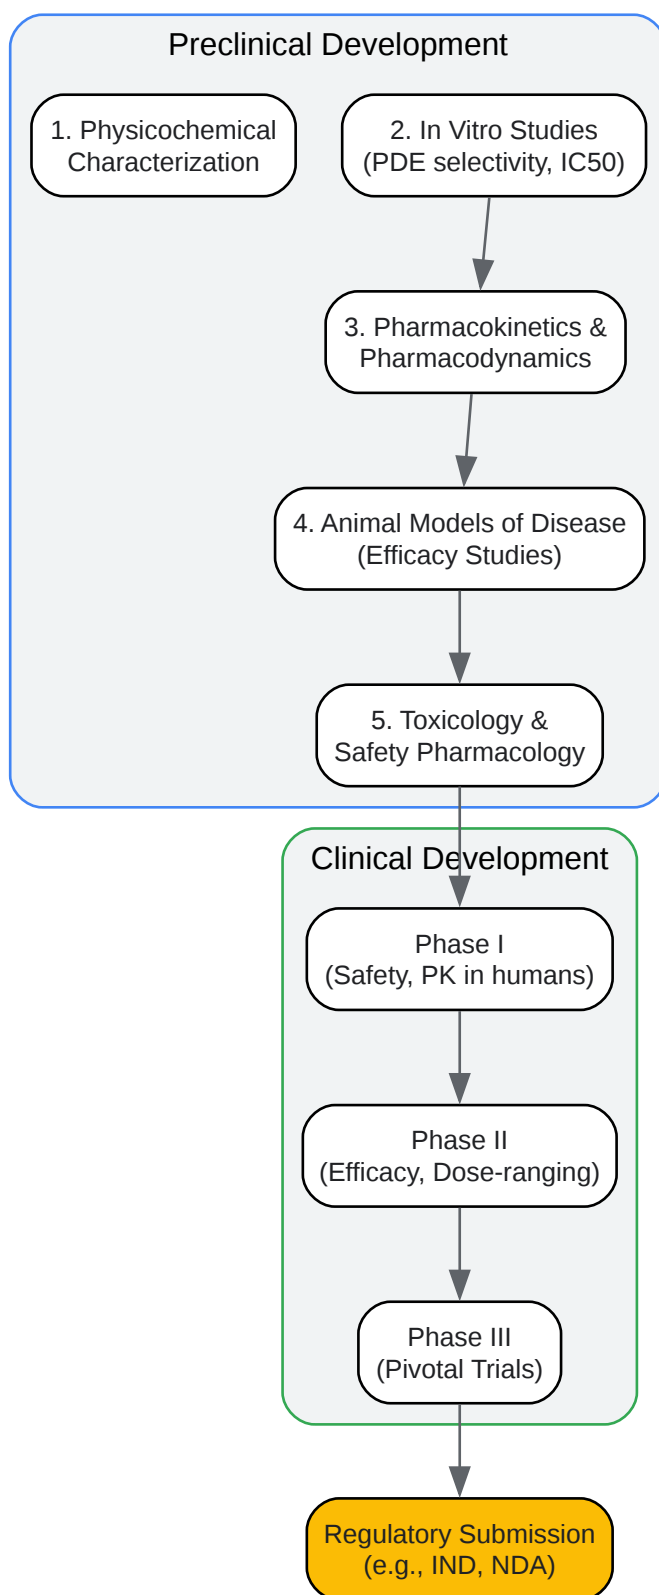 Preclinical Development
1. Physicochemical
Characterization
2. In Vitro Studies
(PDE selectivity, IC50)
3. Pharmacokinetics &
Pharmacodynamics
4. Animal Models of Disease
(Efficacy Studies)
5. Toxicology &
Safety Pharmacology
Clinical Development
Phase I
(Safety, PK in humans)
Phase II
(Efficacy, Dose-ranging)
Phase III
(Pivotal Trials)
Regulatory Submission
(e.g., IND, NDA)